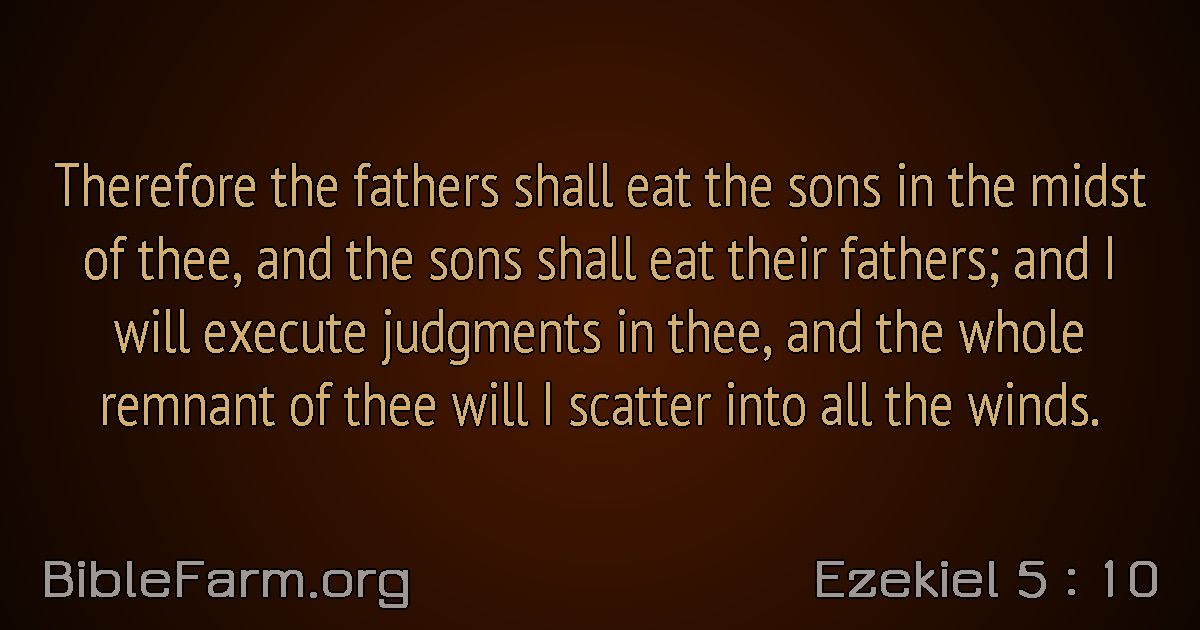 Therefore the fathers shall eat the sons in the midst
of thee, and the sons shall eat their fathers; and I
will execute judgments in thee, and the whole
remnant of thee will I scatter into all the winds.
BibleFarm.org
Ezekiel 5 : 10